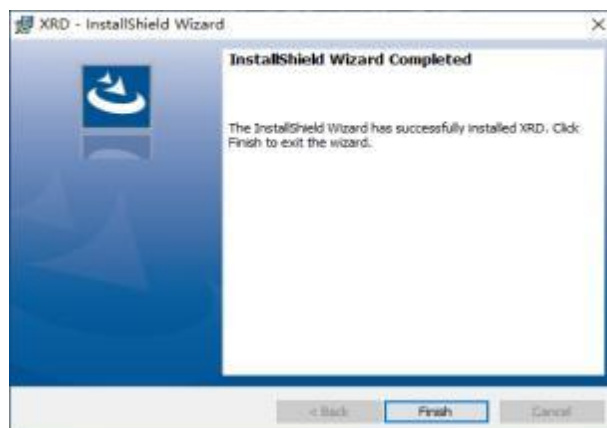 XRD - InstallShield Wizard
InstallShield Wizard Completed
The InstallShield Wizard has successfully installed XRD. Click
Finish to exit the wizard.
< Back
Finish
Cancel